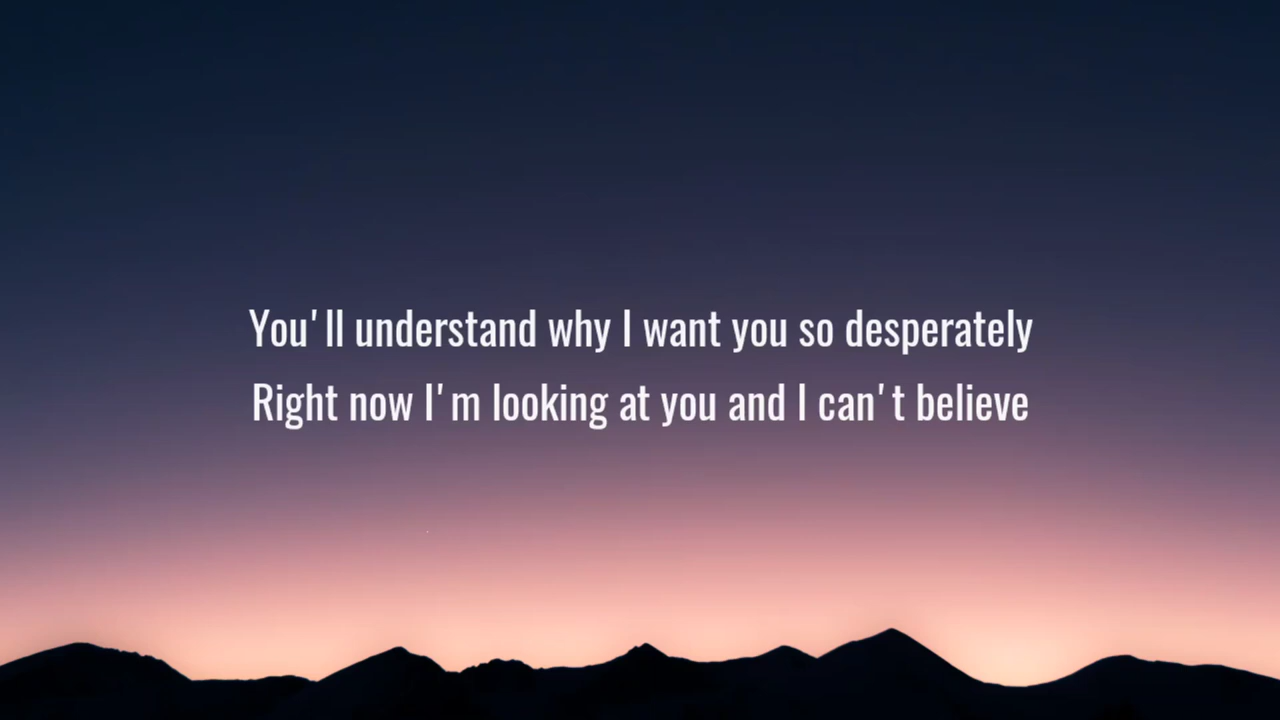 You'll understand why I want you so desperately
Right now I'm looking at you and I can't believe